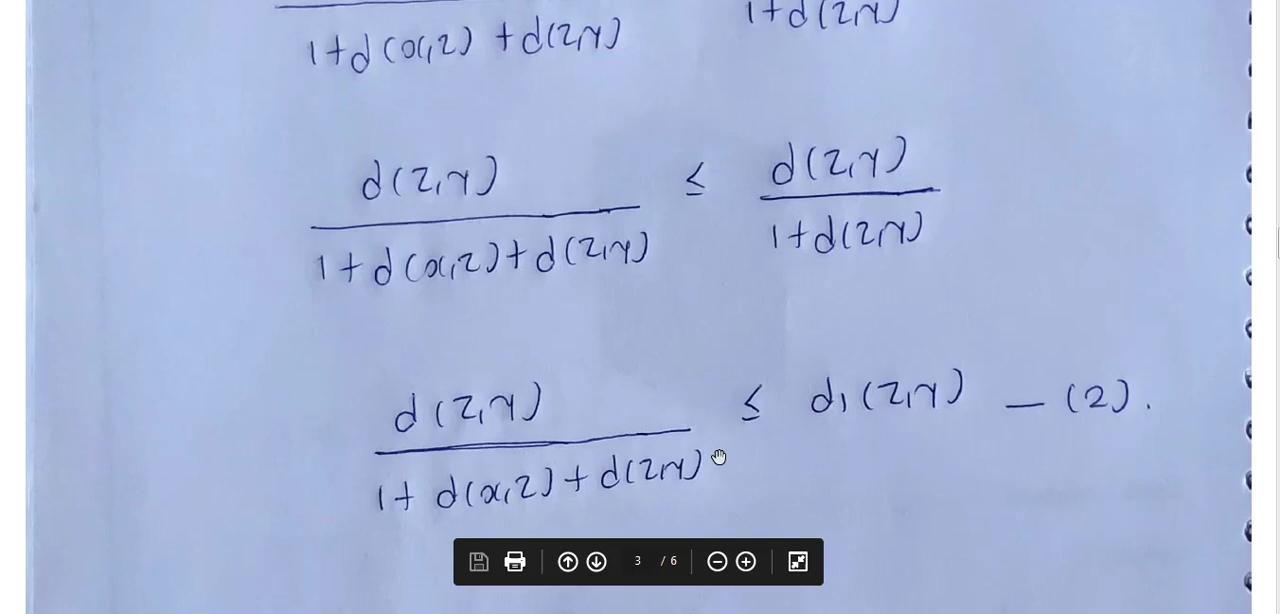 1+d(x,z) +d(z,y)
1+d(z,y)
d(z,y) ≤ d(z,y)
1+d(x,z)+d(z,y) 1+d(z,y)
d(z,y) ≤ d₁(z,y) — (2).
1+ d(x,z)+d(z,y)
3 / 6